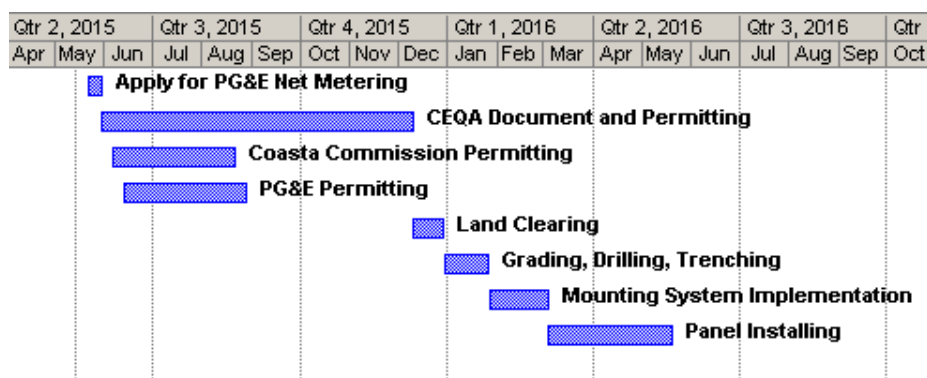 Qtr 2, 2015 Qtr 3, 2015 Qtr 4, 2015 Qtr 1, 2016 Qtr 2, 2016 Qtr 3, 2016 Qtr
Apr May Jun Jul Aug Sep Oct Nov Dec Jan Feb Mar Apr May Jun Jul Aug Sep Oct
Apply for PG&E Net Metering
CEQA Document and Permitting
Coasta Commission Permitting
PG&E Permitting
Land Clearing
Grading, Drilling, Trenching
Mounting System Implementation
Panel Installing